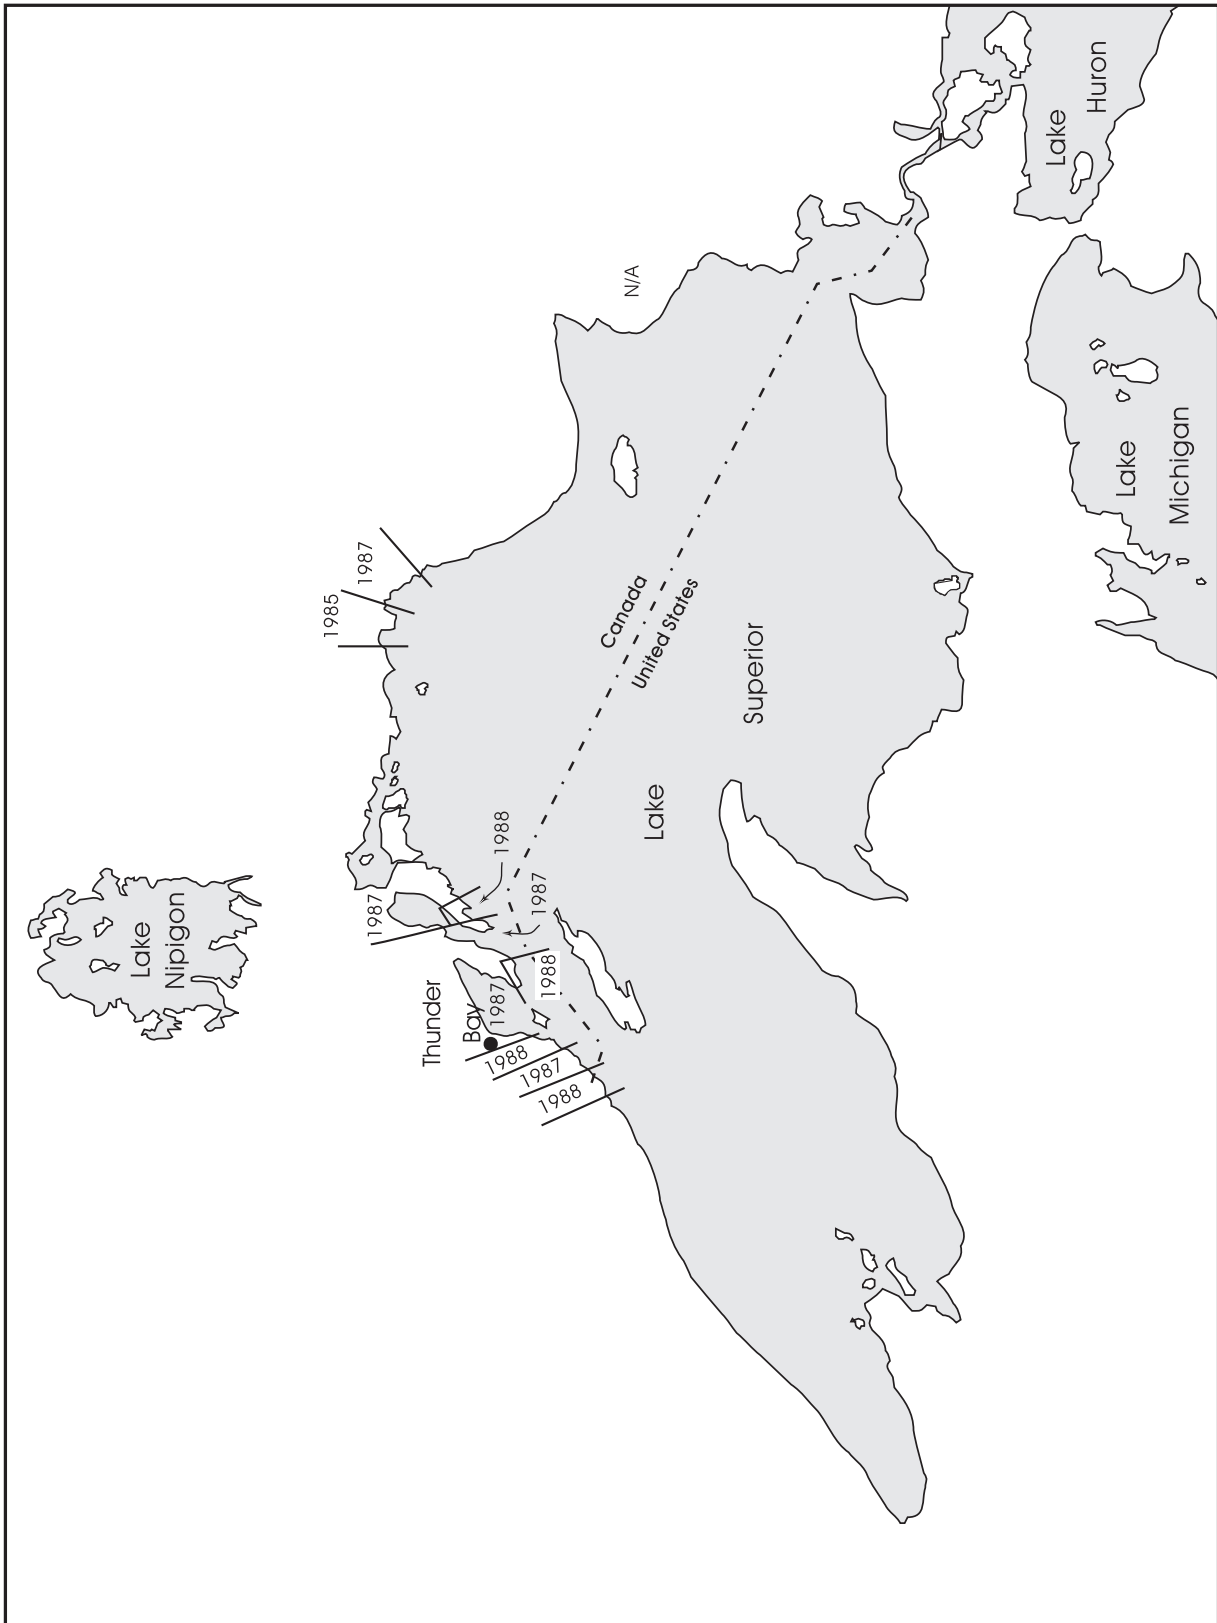 Lake
Nipigon
Thunder
Bay
1987
1985
1987
N/A
1988
1987
1987
1988
1988
1987
1988
Canada
United States
Lake
Superior
Lake
Michigan
Lake
Huron